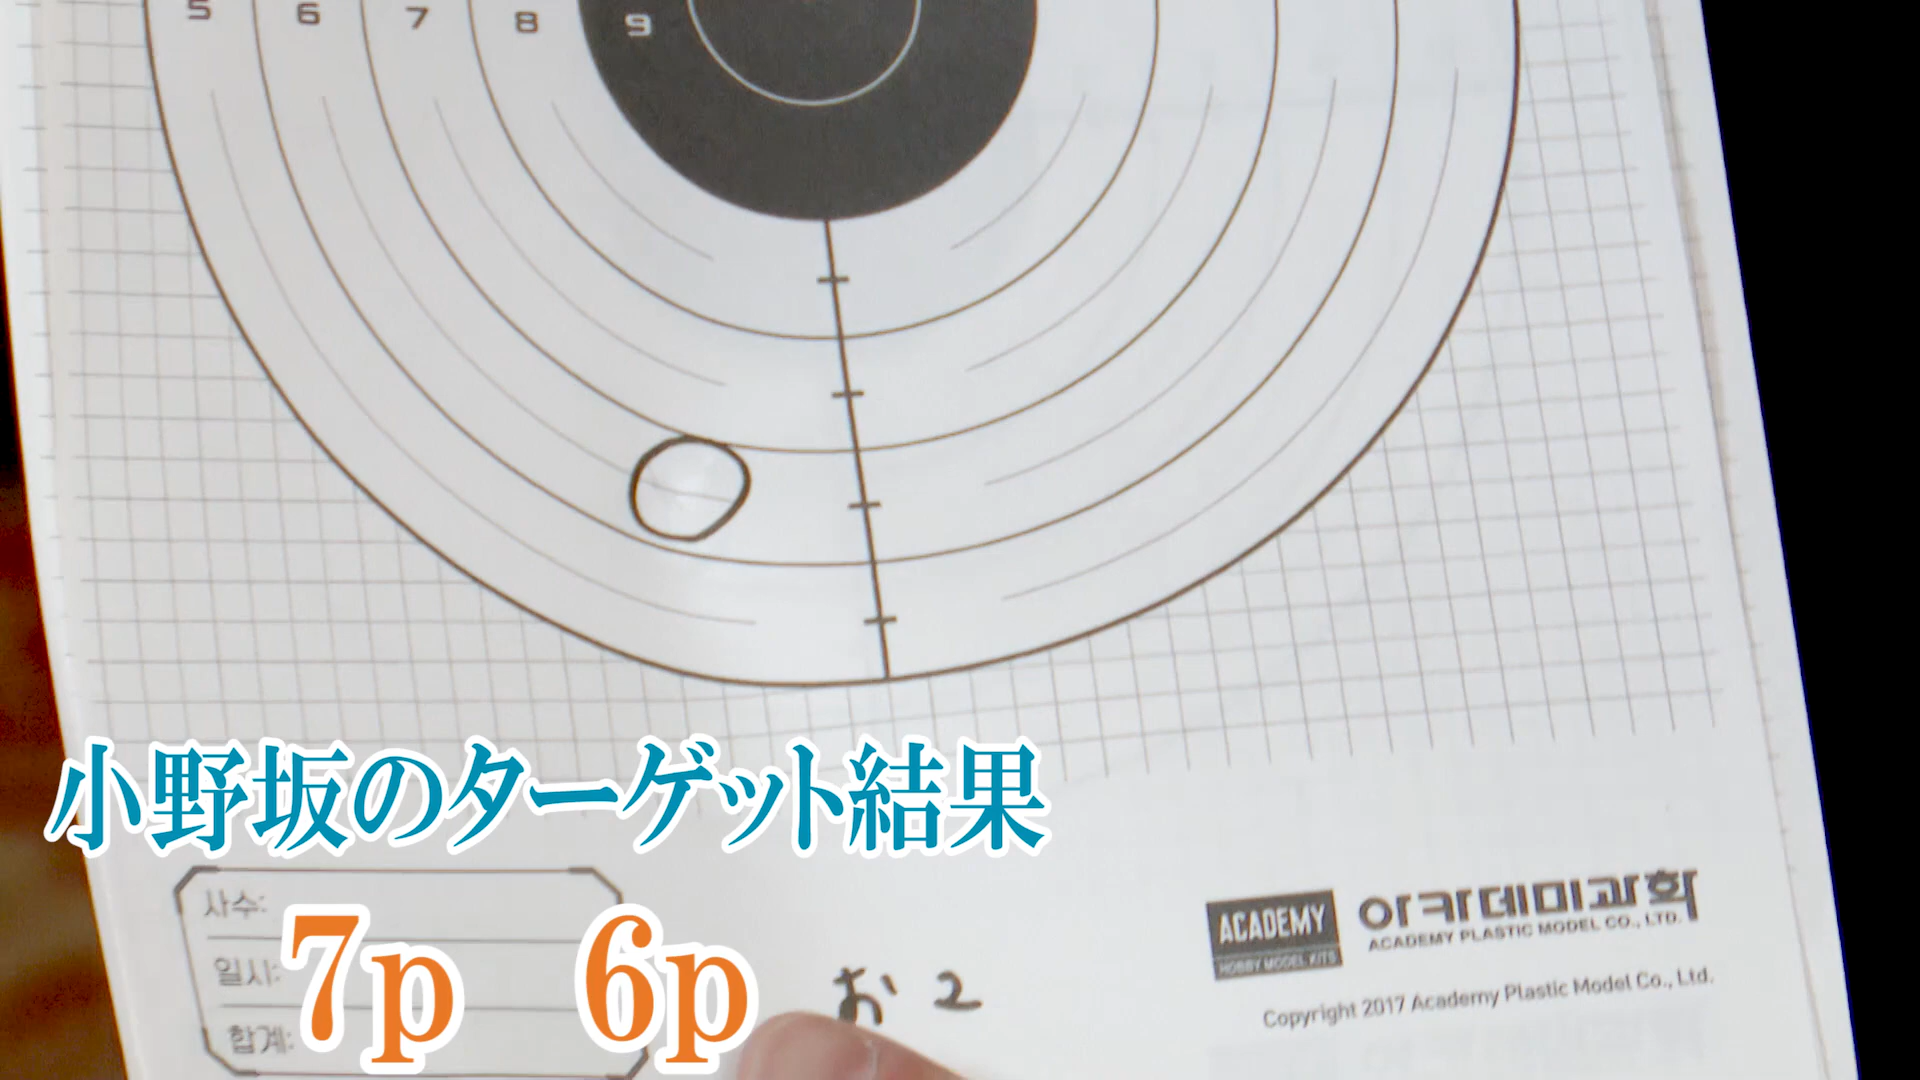 5 6 7 8 9
小野坂のターゲット結果
사수:
일시:
합계:
7p 6p
お 2
ACADEMY
HOBBY MODEL KITS
아카데미과학
ACADEMY PLASTIC MODEL CO., LTD.
Copyright 2017 Academy Plastic Model Co., Ltd.